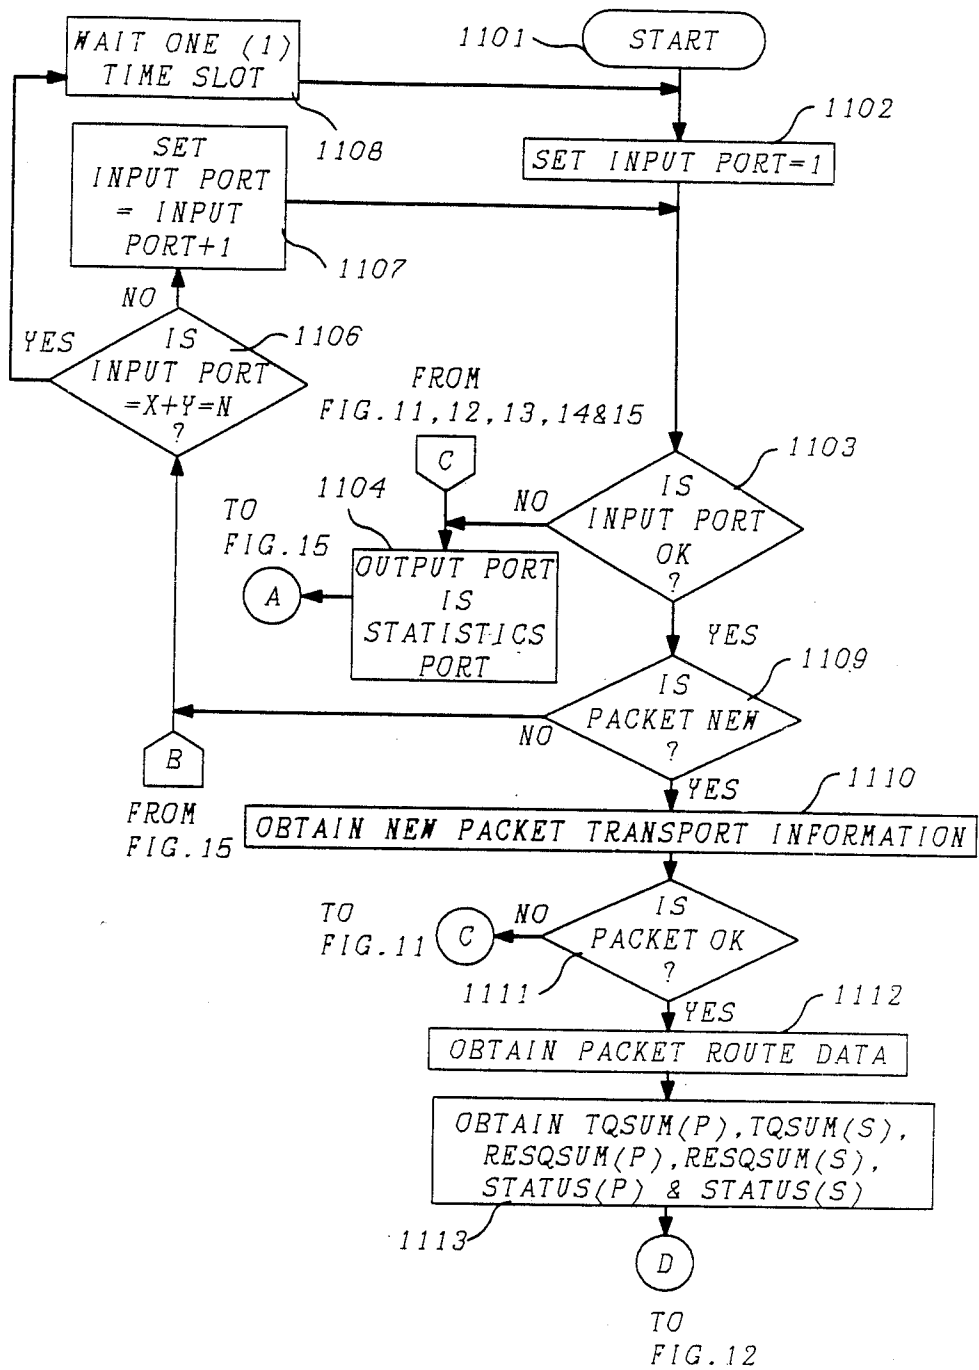 WAIT ONE (1)
TIME SLOT
1108
1101
START
1102
SET INPUT PORT=1
SET
INPUT PORT
= INPUT
PORT+1
1107
NO
YES
IS
INPUT PORT
=X+Y=N
?
1106
FROM
FIG.11,12,13,14&15
C
1103
IS
INPUT PORT
OK
?
NO
YES
1104
OUTPUT PORT
IS
STATISTICS
PORT
TO
FIG.15
A
1109
IS
PACKET NEW
?
NO
YES
B
FROM
FIG.15
1110
OBTAIN NEW PACKET TRANSPORT INFORMATION
IS
PACKET OK
?
NO
TO
FIG.11
C
1111
YES
1112
OBTAIN PACKET ROUTE DATA
OBTAIN TQSUM(P),TQSUM(S),
RESQSUM(P),RESQSUM(S),
STATUS(P) & STATUS(S)
1113
D
TO
FIG.12